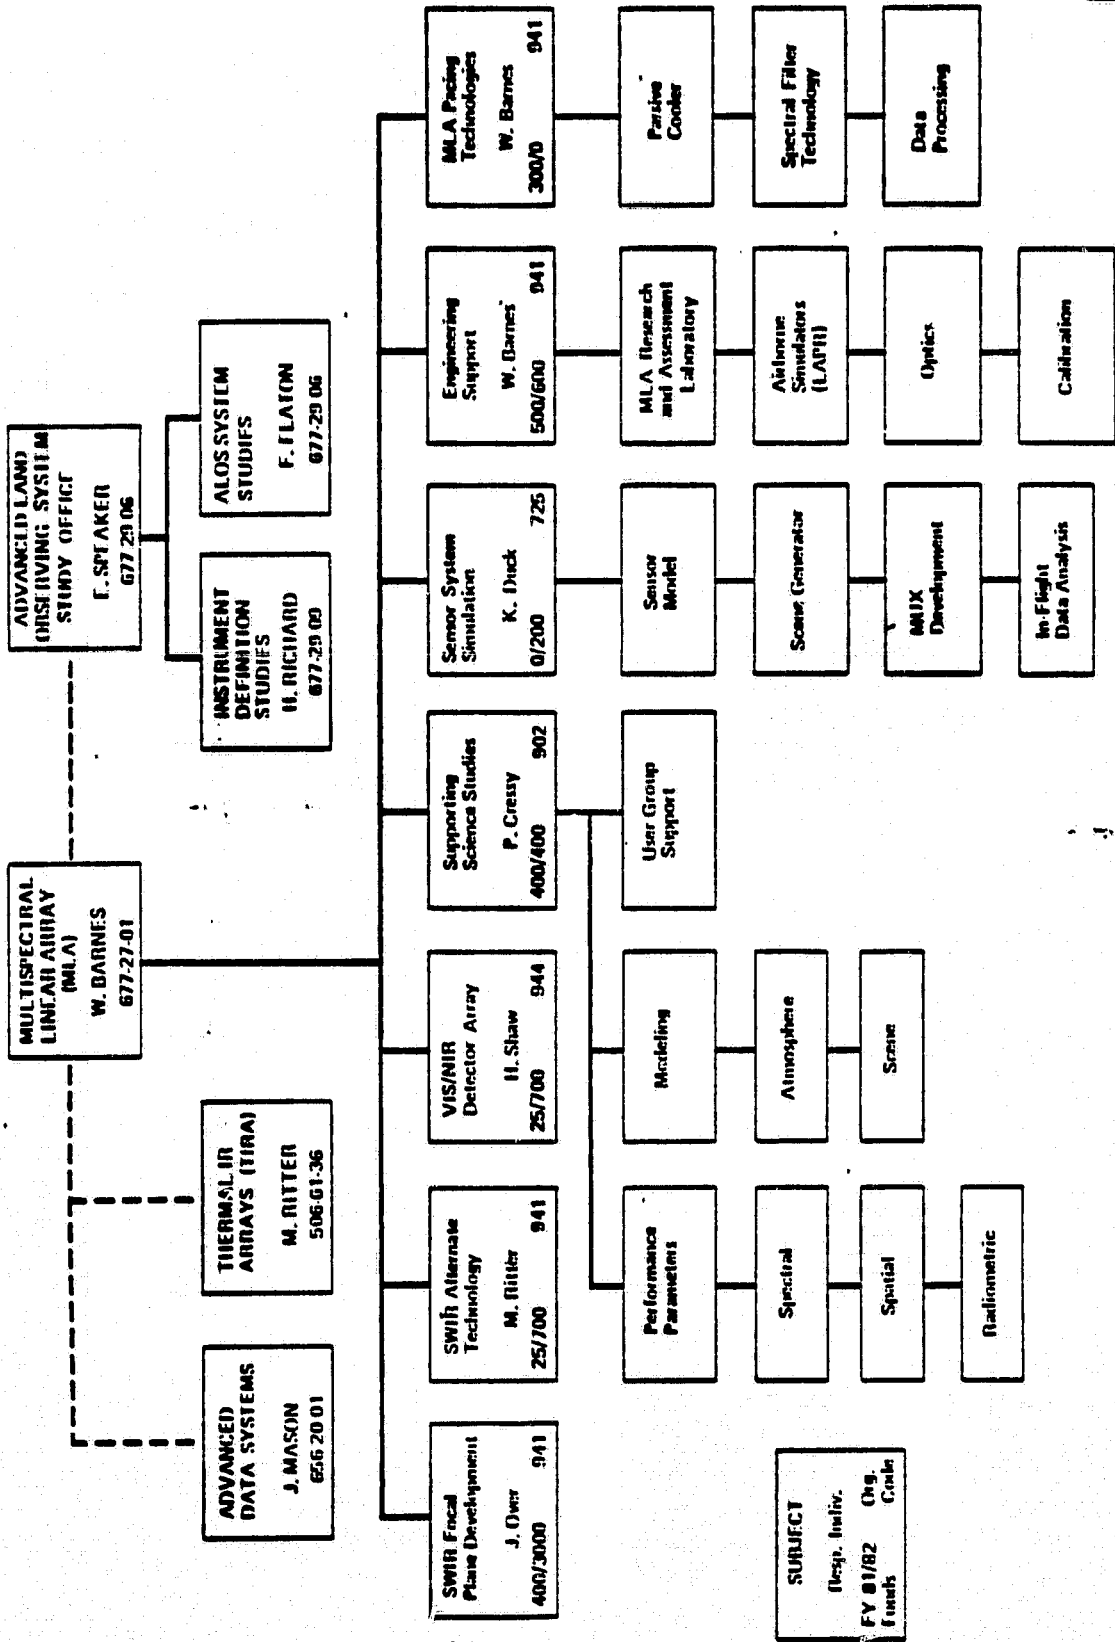 MULTISPECTRAL
LINEAR ARRAY
(MLA)
W. BARNES
677-27-01
ADVANCED LAND
OBSERVING SYSTEM
STUDY OFFICE
E. SPEAKER
677 29 06
ADVANCED
DATA SYSTEMS
J. MASON
656 20 01
THERMAL IR
ARRAYS (TIRA)
M. RITTER
506-61-36
INSTRUMENT
DEFINITION
STUDIES
H. RICHARD
677-29 09
ALOS SYSTEM
STUDIES
F. FLATON
677-29 06
SWIR Focal
Plane Development
J. Over
400/3000 941
SWIR Alternate
Technology
M. Ritter
25/700 941
VIS/NIR
Detector Array
H. Shaw
25/700 944
Supporting
Science Studies
P. Cressy
400/400 902
Sensor System
Simulation
K. Duck
0/200 725
Engineering
Support
W. Barnes
500/600 941
MLA Pacing
Technologies
W. Barnes
300/0 941
Performance
Parameters
Modeling
User Group
Support
Sensor
Model
MLA Research
and Assessment
Laboratory
Passive
Cooler
Spectral
Atmosphere
Scene Generator
Airborne
Simulators
(LAPR)
Spectral Filter
Technology
Spatial
Scene
MUX
Development
Optics
Data
Processing
Radiometric
In-Flight
Data Analysis
Calibration
SUBJECT
Resp. Indiv.
FY 81/82 Org.
Funds Code